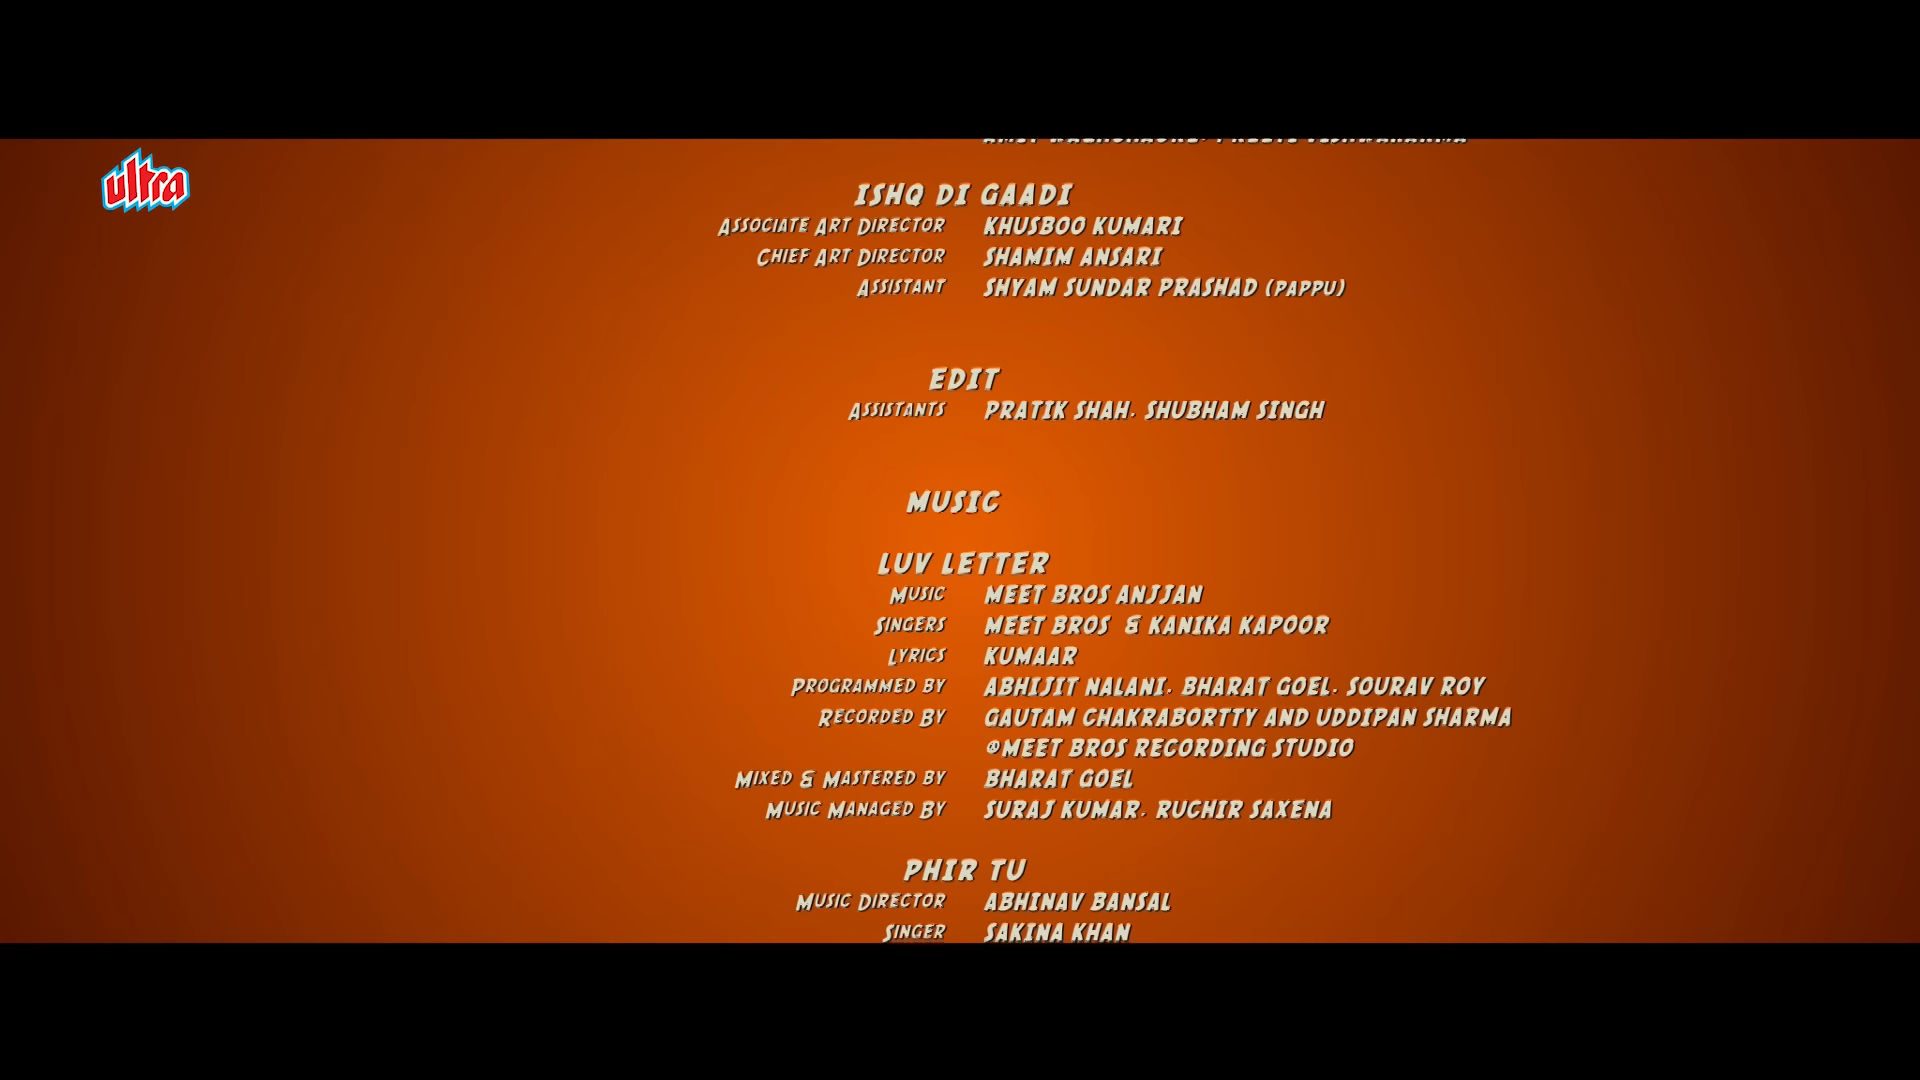 ultra
ISHQ DI GAADI
ASSOCIATE ART DIRECTOR KHUSBOO KUMARI
CHIEF ART DIRECTOR SHAMIM ANSARI
ASSISTANT SHYAM SUNDAR PRASHAD (PAPPU)
EDIT
ASSISTANTS PRATIK SHAH, SHUBHAM SINGH
MUSIC
LUV LETTER
MUSIC MEET BROS ANJJAN
SINGERS MEET BROS & KANIKA KAPOOR
LYRICS KUMAAR
PROGRAMMED BY ABHIJIT NALANI, BHARAT GOEL, SOURAV ROY
RECORDED BY GAUTAM CHAKRABORTTY AND UDDIPAN SHARMA
@MEET BROS RECORDING STUDIO
MIXED & MASTERED BY BHARAT GOEL
MUSIC MANAGED BY SURAJ KUMAR, RUCHIR SAXENA
PHIR TU
MUSIC DIRECTOR ABHINAV BANSAL
SINGER SAKINA KHAN